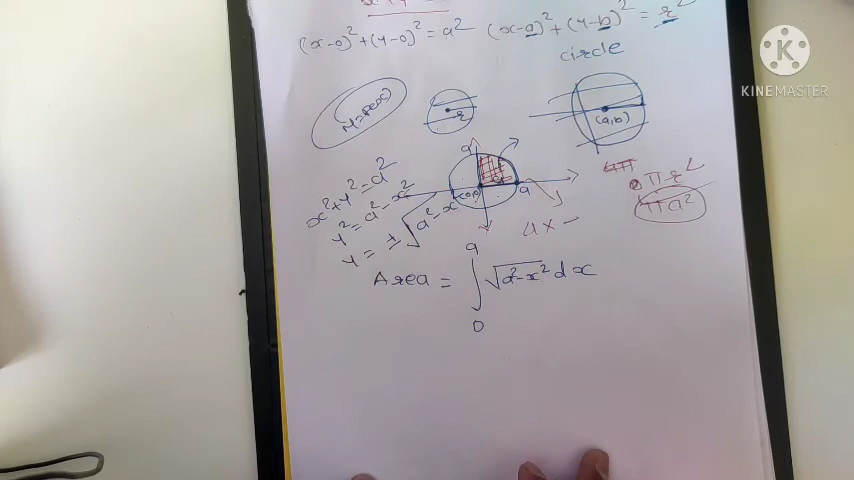 (x-0)²+(y-0)²=a² (x-a)²+(y-b)²=r²
circle
KINEMASTER
r
(a,b)
a
x²+y²=a²
y²=a²-x²
y=±√a²-x²
(0,0)
a
4x-
πr²
πa²
Area = ∫₀ᵃ √a²-x² dx